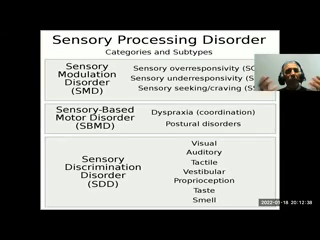 Sensory Processing Disorder
Categories and Subtypes
Sensory
Modulation
Disorder
(SMD)
Sensory overresponsivity (SO
Sensory underresponsivity (S
Sensory seeking/craving (S
Sensory-Based
Motor Disorder
(SBMD)
Dyspraxia (coordination)
Postural disorders
Sensory
Discrimination
Disorder
(SDD)
Visual
Auditory
Tactile
Vestibular
Proprioception
Taste
Smell
2022-01-18 20:12:38